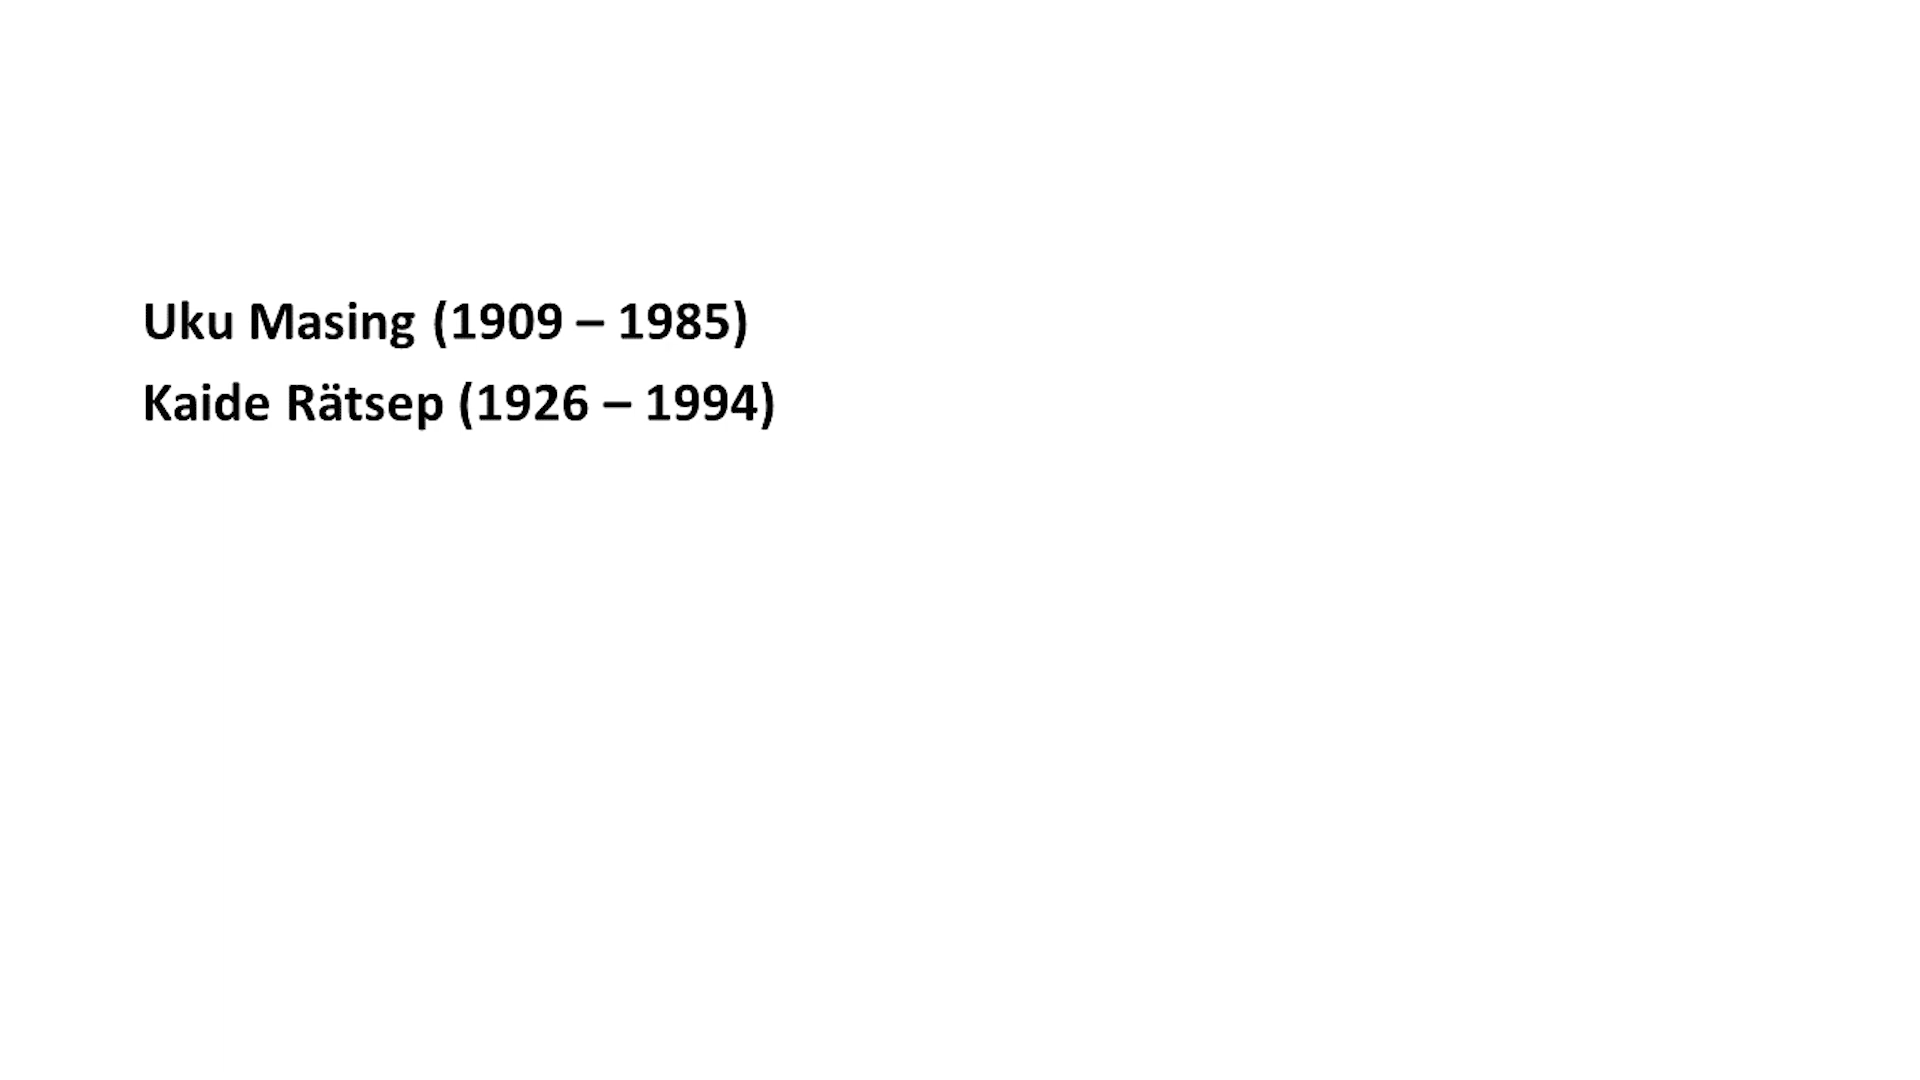 Uku Masing (1909 – 1985)
Kaide Rätsep (1926 – 1994)